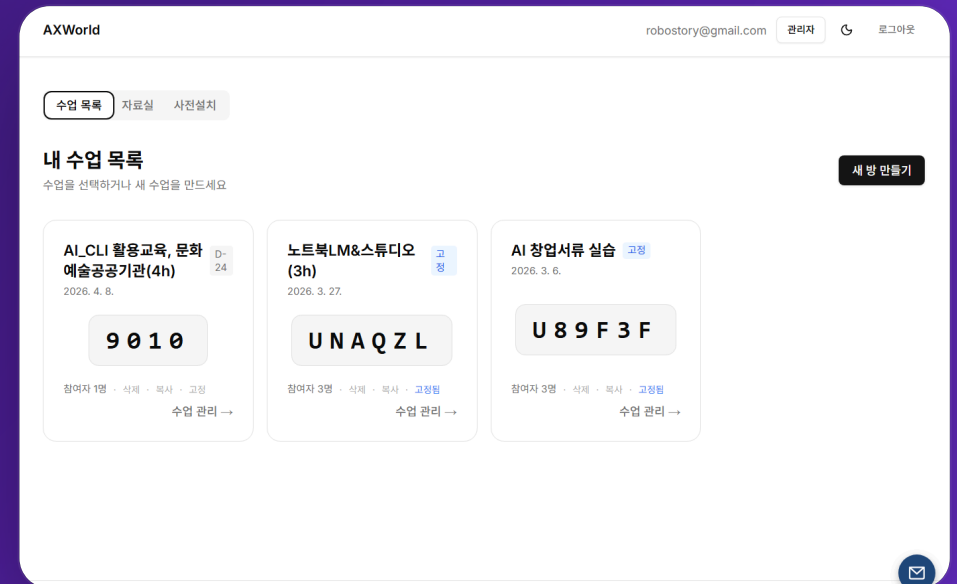 AXWorld
robostory@gmail.com 관리자 로그아웃
수업 목록 자료실 사전설치
내 수업 목록
수업을 선택하거나 새 수업을 만드세요
새 방 만들기
AI_CLI 활용교육, 문화
예술공공기관(4h)
D-
24
2026. 4. 8.
9010
참여자 1명 · 삭제 · 복사 · 고정
수업 관리 →
노트북LM&스튜디오
(3h)
고
정
2026. 3. 27.
UNAQZL
참여자 3명 · 삭제 · 복사 · 고정됨
수업 관리 →
AI 창업서류 실습 고정
2026. 3. 6.
U89F3F
참여자 3명 · 삭제 · 복사 · 고정됨
수업 관리 →